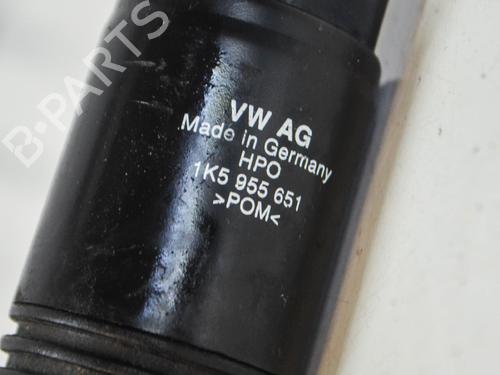 B-PARTS
VW AG
Made in Germany
HPO
1K5 955 651
>POM<